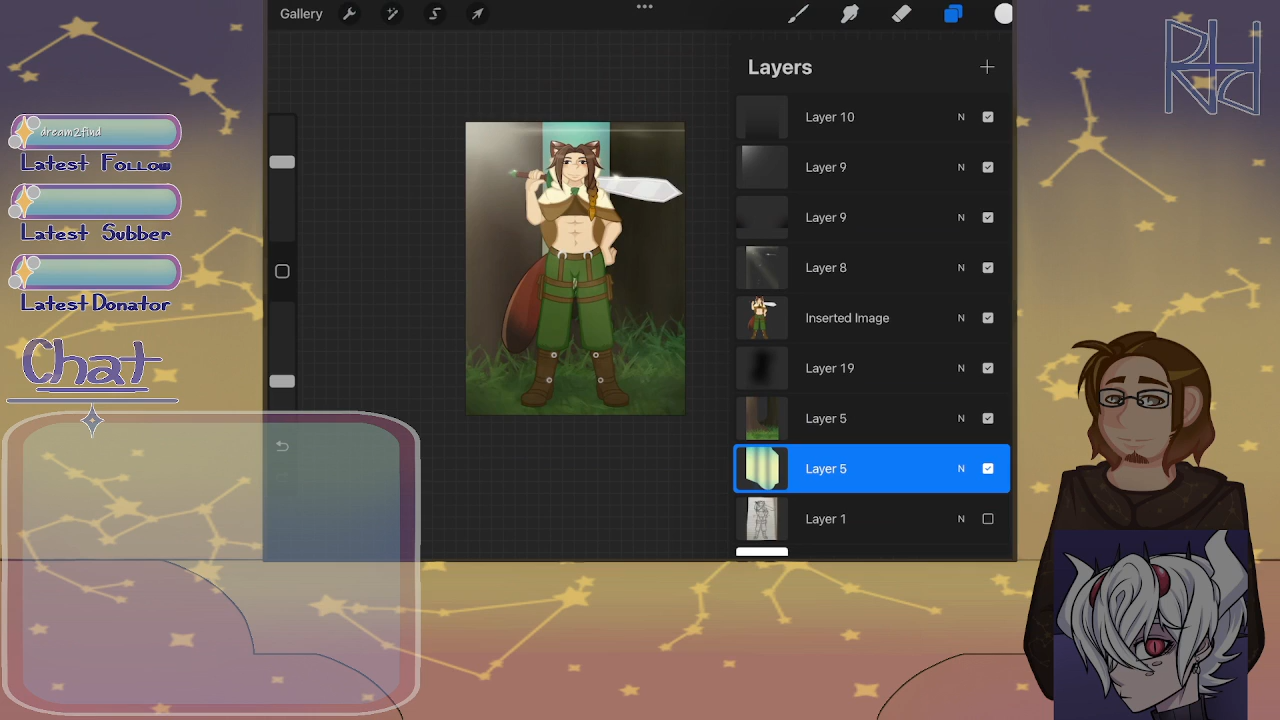 Gallery
Layers
dream2find
Latest Follow
Latest Subber
Latest Donator
Chat
Layer 10 N
Layer 9 N
Layer 9 N
Layer 8 N
Inserted Image N
Layer 19 N
Layer 5 N
Layer 5 N
Layer 1 N